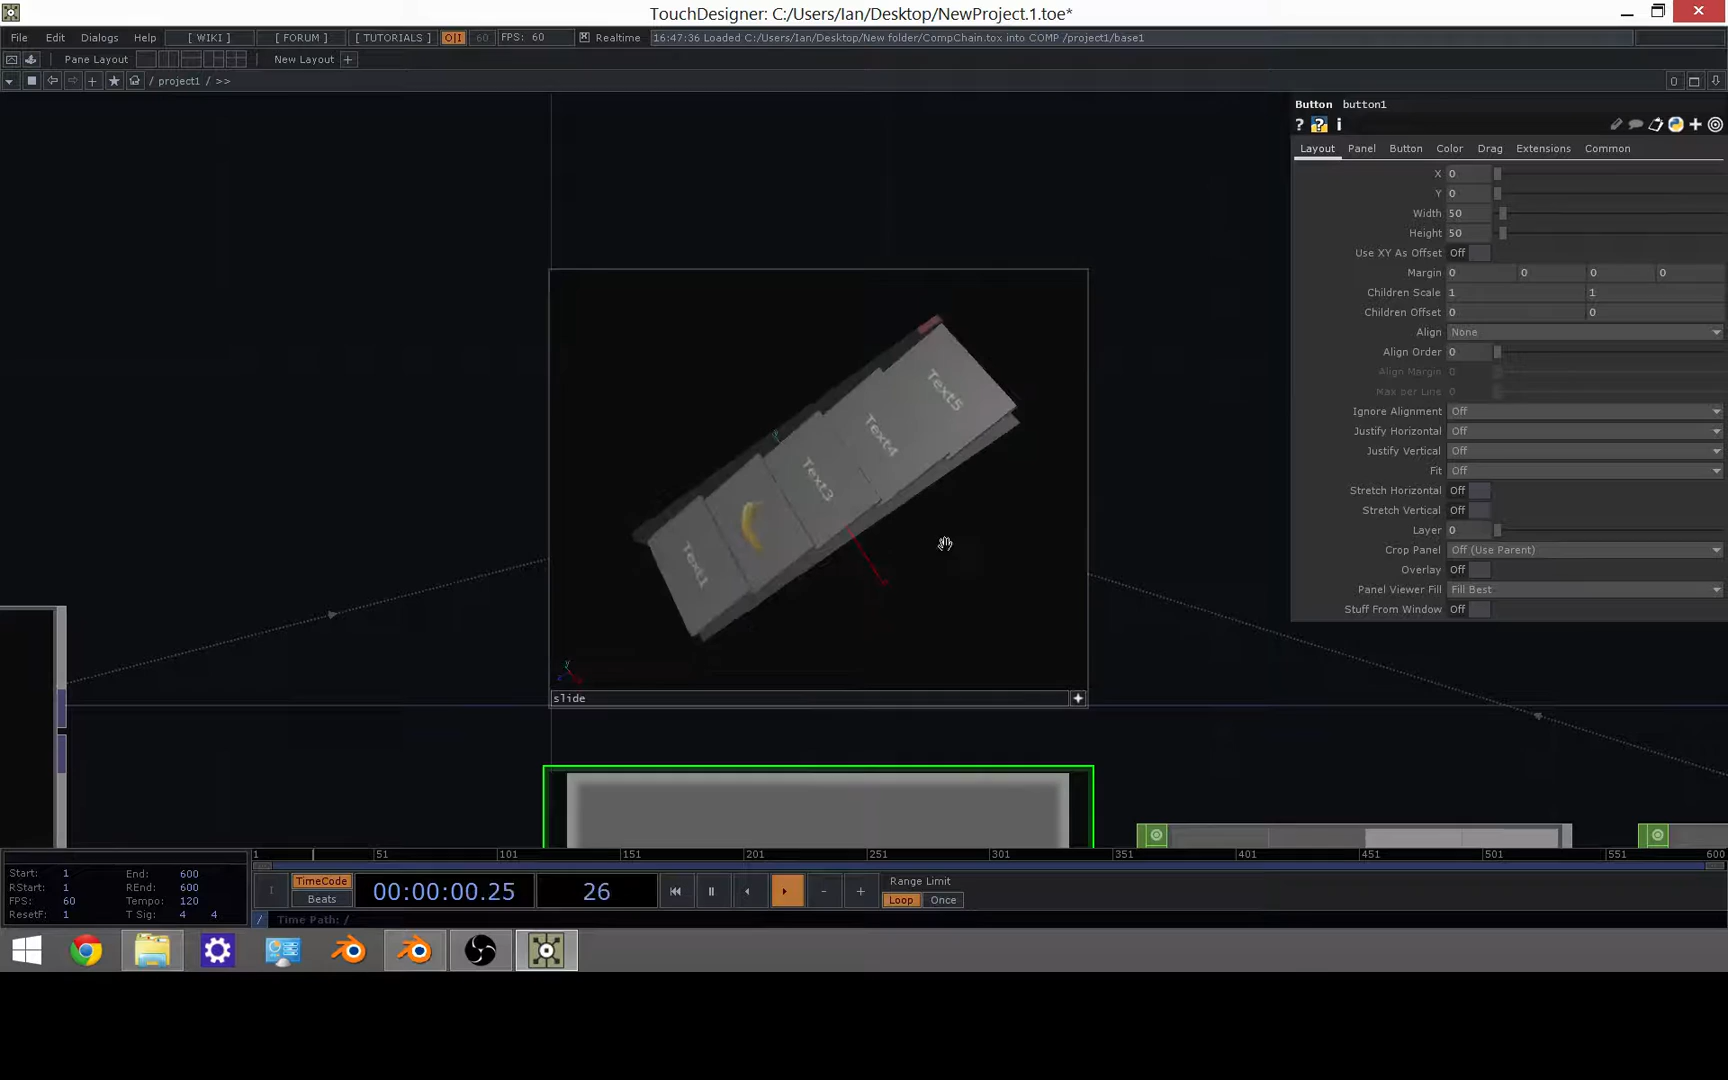 TouchDesigner: C:/Users/Ian/Desktop/NewProject.1.toe*
File Edit Dialogs Help [ WIKI ] [ FORUM ] [ TUTORIALS ] O|I 60 FPS: 60 Realtime 16:47:36 Loaded C:/Users/Ian/Desktop/New folder/CompChain.tox into COMP /project1/base1
Pane Layout New Layout +
/ project1 / >> 0
Button button1
? ? i
Layout Panel Button Color Drag Extensions Common
X 0
Y 0
Width 50
Height 50
Use XY As Offset Off
Margin 0 0 0 0
Children Scale 1 1
Children Offset 0 0
Align None
Align Order 0
Align Margin 0
Max per Line 0
Ignore Alignment Off
Justify Horizontal Off
Justify Vertical Off
Fit Off
Stretch Horizontal Off
Stretch Vertical Off
Layer 0
Crop Panel Off (Use Parent)
Overlay Off
Panel Viewer Fill Fill Best
Stuff From Window Off
Text5
Text4
Text3
Text1
y
y
slide
1 51 101 151 201 251 301 351 401 451 501 551 600
Start: 1 End: 600
RStart: 1 REnd: 600
FPS: 60 Tempo: 120
ResetF: 1 T Sig: 4 4
TimeCode
Beats
00:00:00.25 26
Range Limit
Loop Once
/ Time Path: /